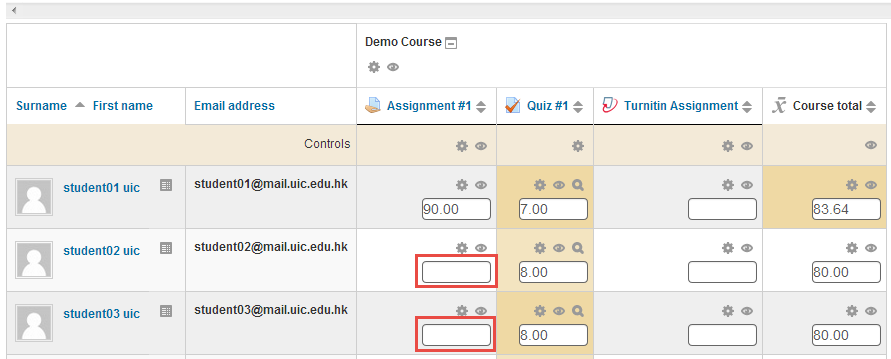 Demo Course
Surname First name Email address Assignment #1 Quiz #1 Turnitin Assignment x̄ Course total
Controls
student01 uic student01@mail.uic.edu.hk
90.00 7.00 83.64
student02 uic student02@mail.uic.edu.hk
8.00 80.00
student03 uic student03@mail.uic.edu.hk
8.00 80.00